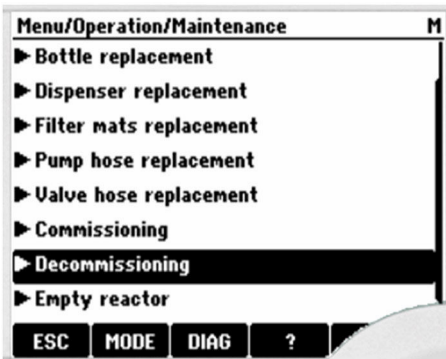 Menu/Operation/Maintenance M
Bottle replacement
Dispenser replacement
Filter mats replacement
Pump hose replacement
Valve hose replacement
Commissioning
Decommissioning
Empty reactor
ESC MODE DIAG ?